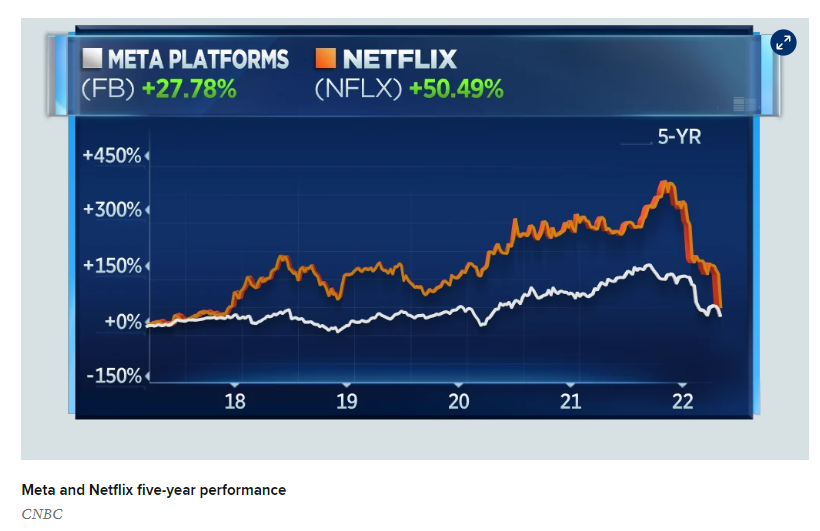 META PLATFORMS NETFLIX
(FB) +27.78% (NFLX) +50.49%
5-YR
+450%
+300%
+150%
+0%
-150%
18 19 20 21 22
Meta and Netflix five-year performance
CNBC